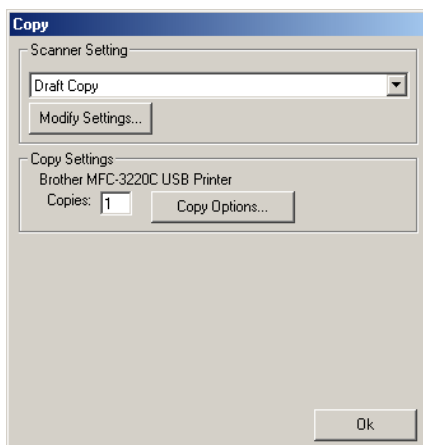 Copy
Scanner Setting
Draft Copy
Modify Settings...
Copy Settings
Brother MFC-3220C USB Printer
Copies: 1 Copy Options...
Ok